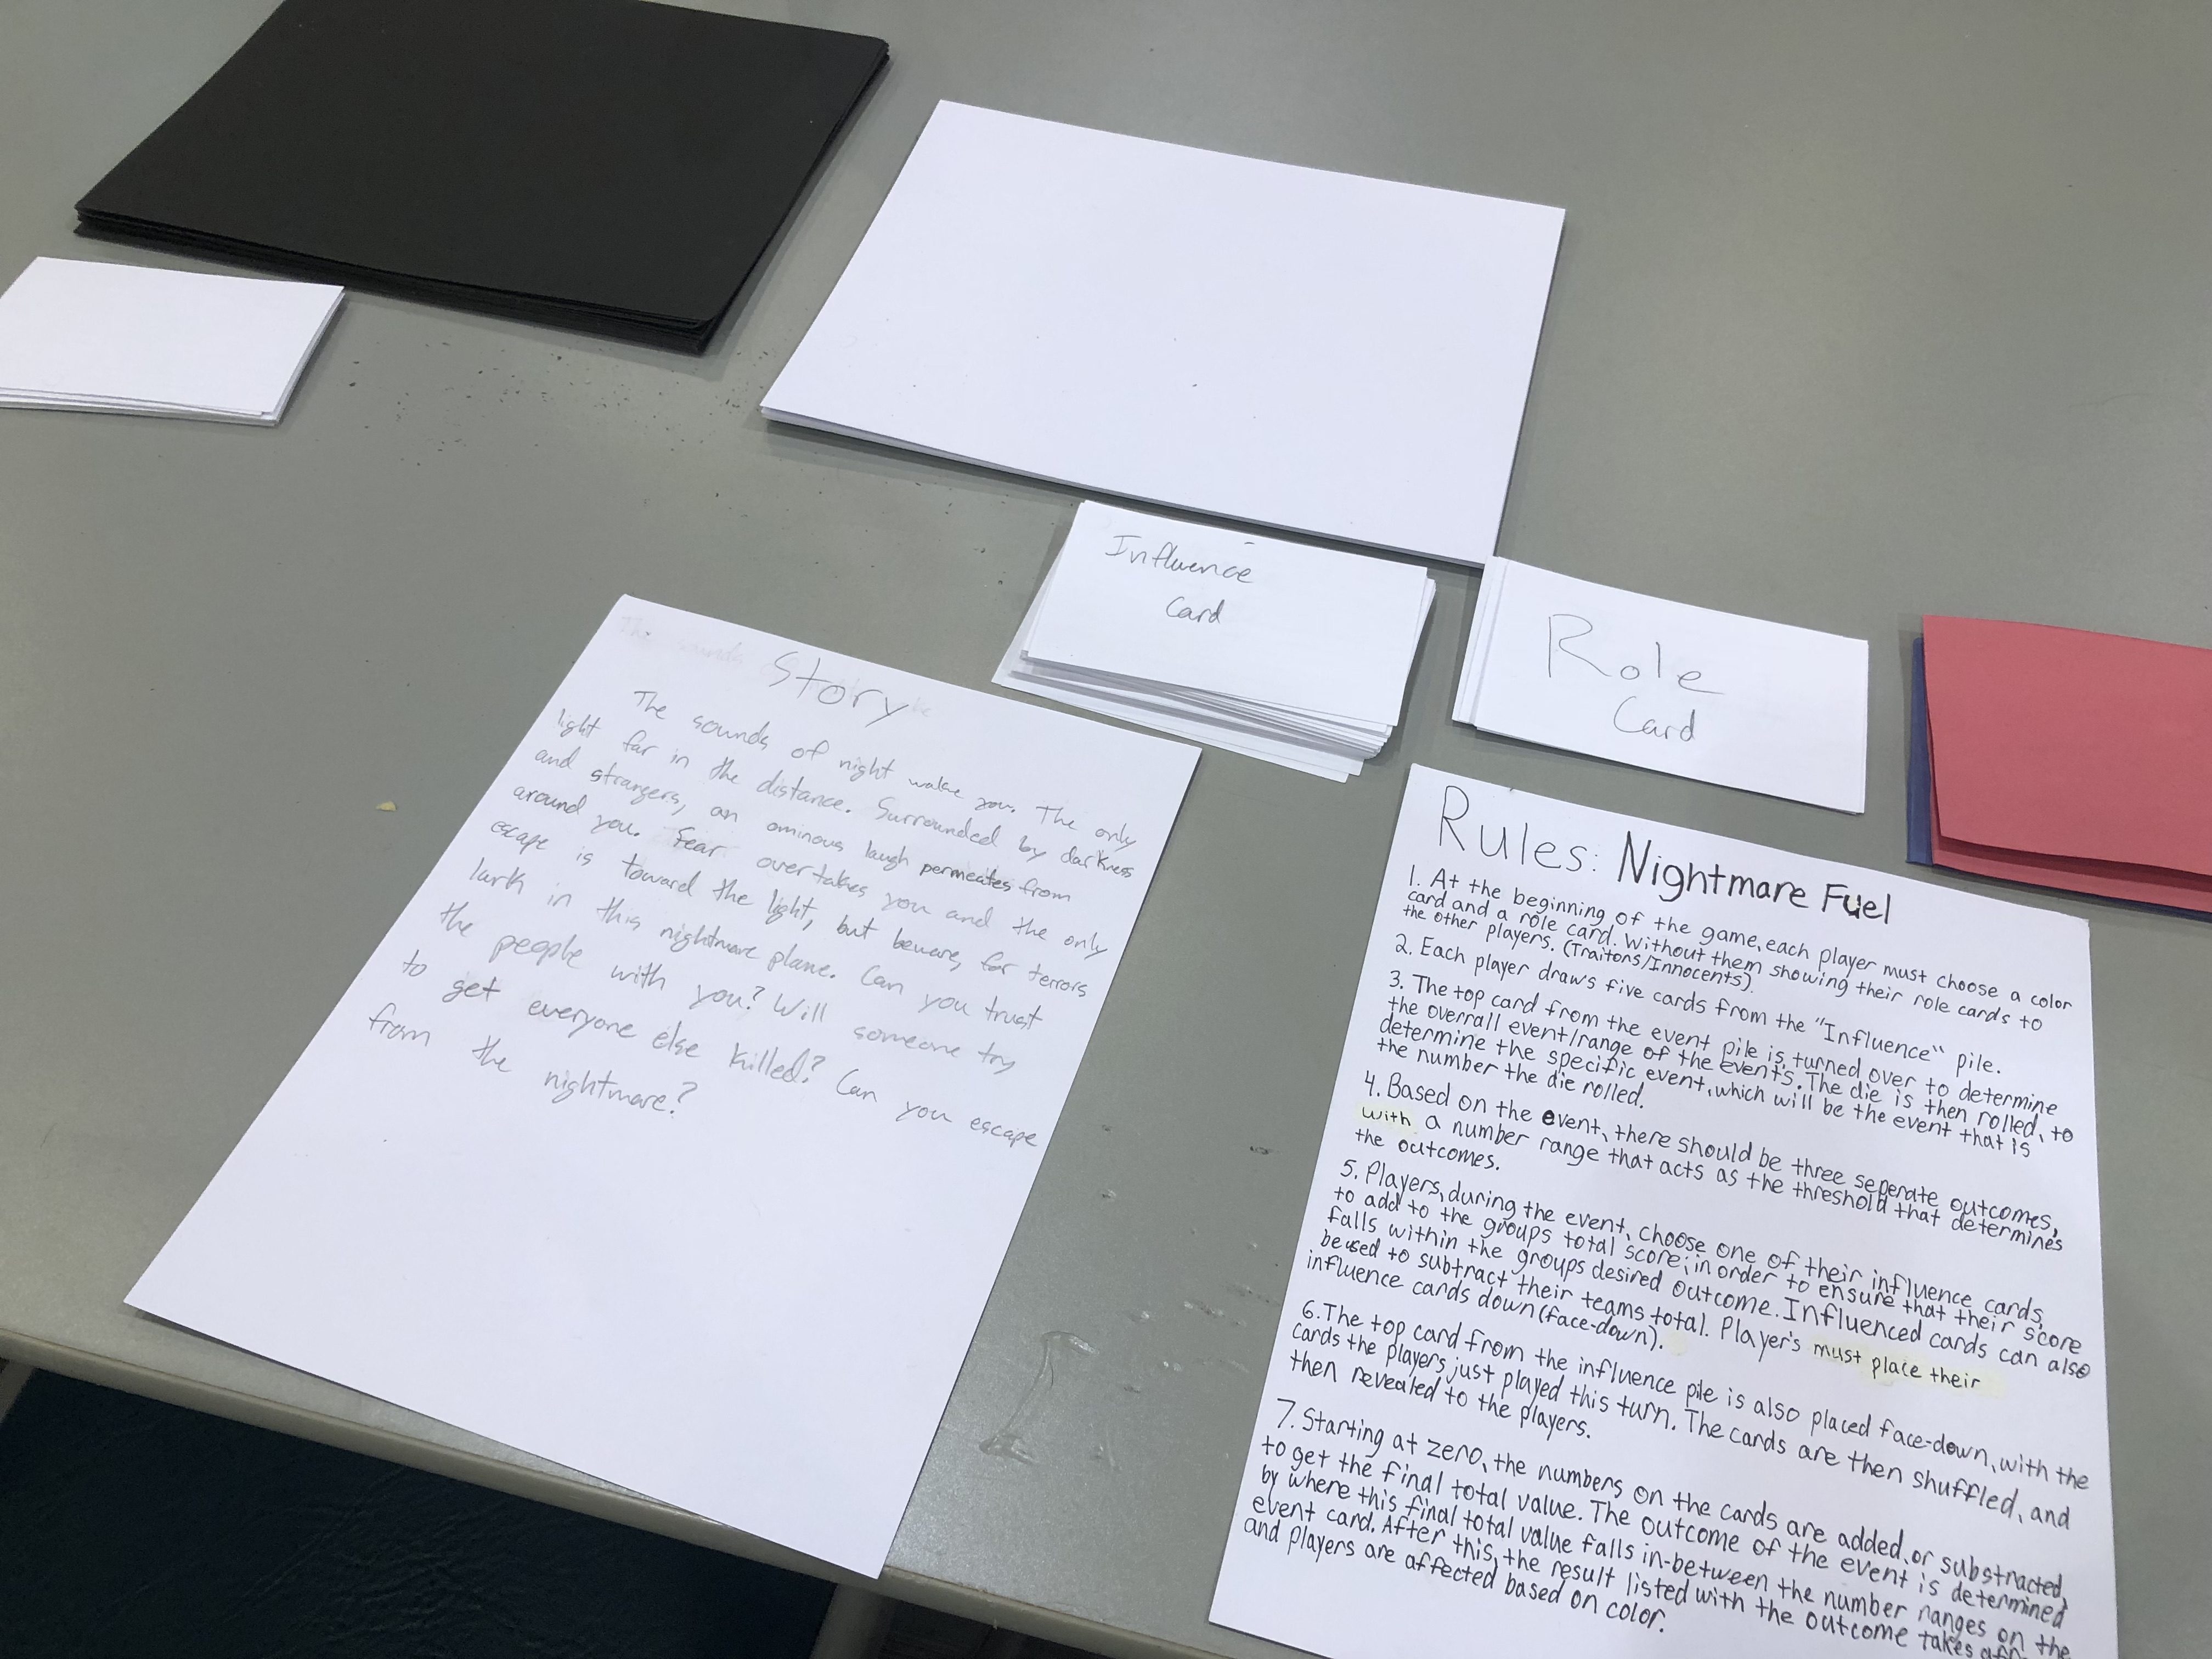 Story
The sounds of night wake you. The only
light far in the distance. Surrounded by darkness
and strangers, an ominous laugh permeates from
around you. Fear overtakes you and the only
escape is toward the light, but beware, for terrors
lurk in this nightmare plane. Can you trust
the people with you? Will someone try
to get everyone else killed? Can you escape
from the nightmare?
Influence
Card
Role
Card
Rules: Nightmare Fuel
1. At the beginning of the game, each player must choose a color
card and a role card. Without them showing their role cards to
the other players. (Traitors/Innocents).
2. Each player draws five cards from the "Influence" pile.
3. The top card from the event pile is turned over to determine
the overall event/range of the events. The die is then rolled, to
determine the specific event, which will be the event that is
the number the die rolled.
4. Based on the event, there should be three seperate outcomes,
with a number range that acts as the threshold that determines
the outcomes.
5. Players, during the event, choose one of their influence cards
to add to the groups total score in order to ensure that their score
falls within the groups desired outcome. Influenced cards can also
be used to subtract their teams total. Player's must place their
influence cards down (face-down).
6. The top card from the influence pile is also placed face-down, with the
cards the players just played this turn. The cards are then shuffled, and
then revealed to the players.
7. Starting at zero, the numbers on the cards are added or substracted
to get the final total value. The outcome of the event is determined
by where this final total value falls in-between the number ranges on the
event card. After this, the result listed with the outcome takes
and players are affected based on color.